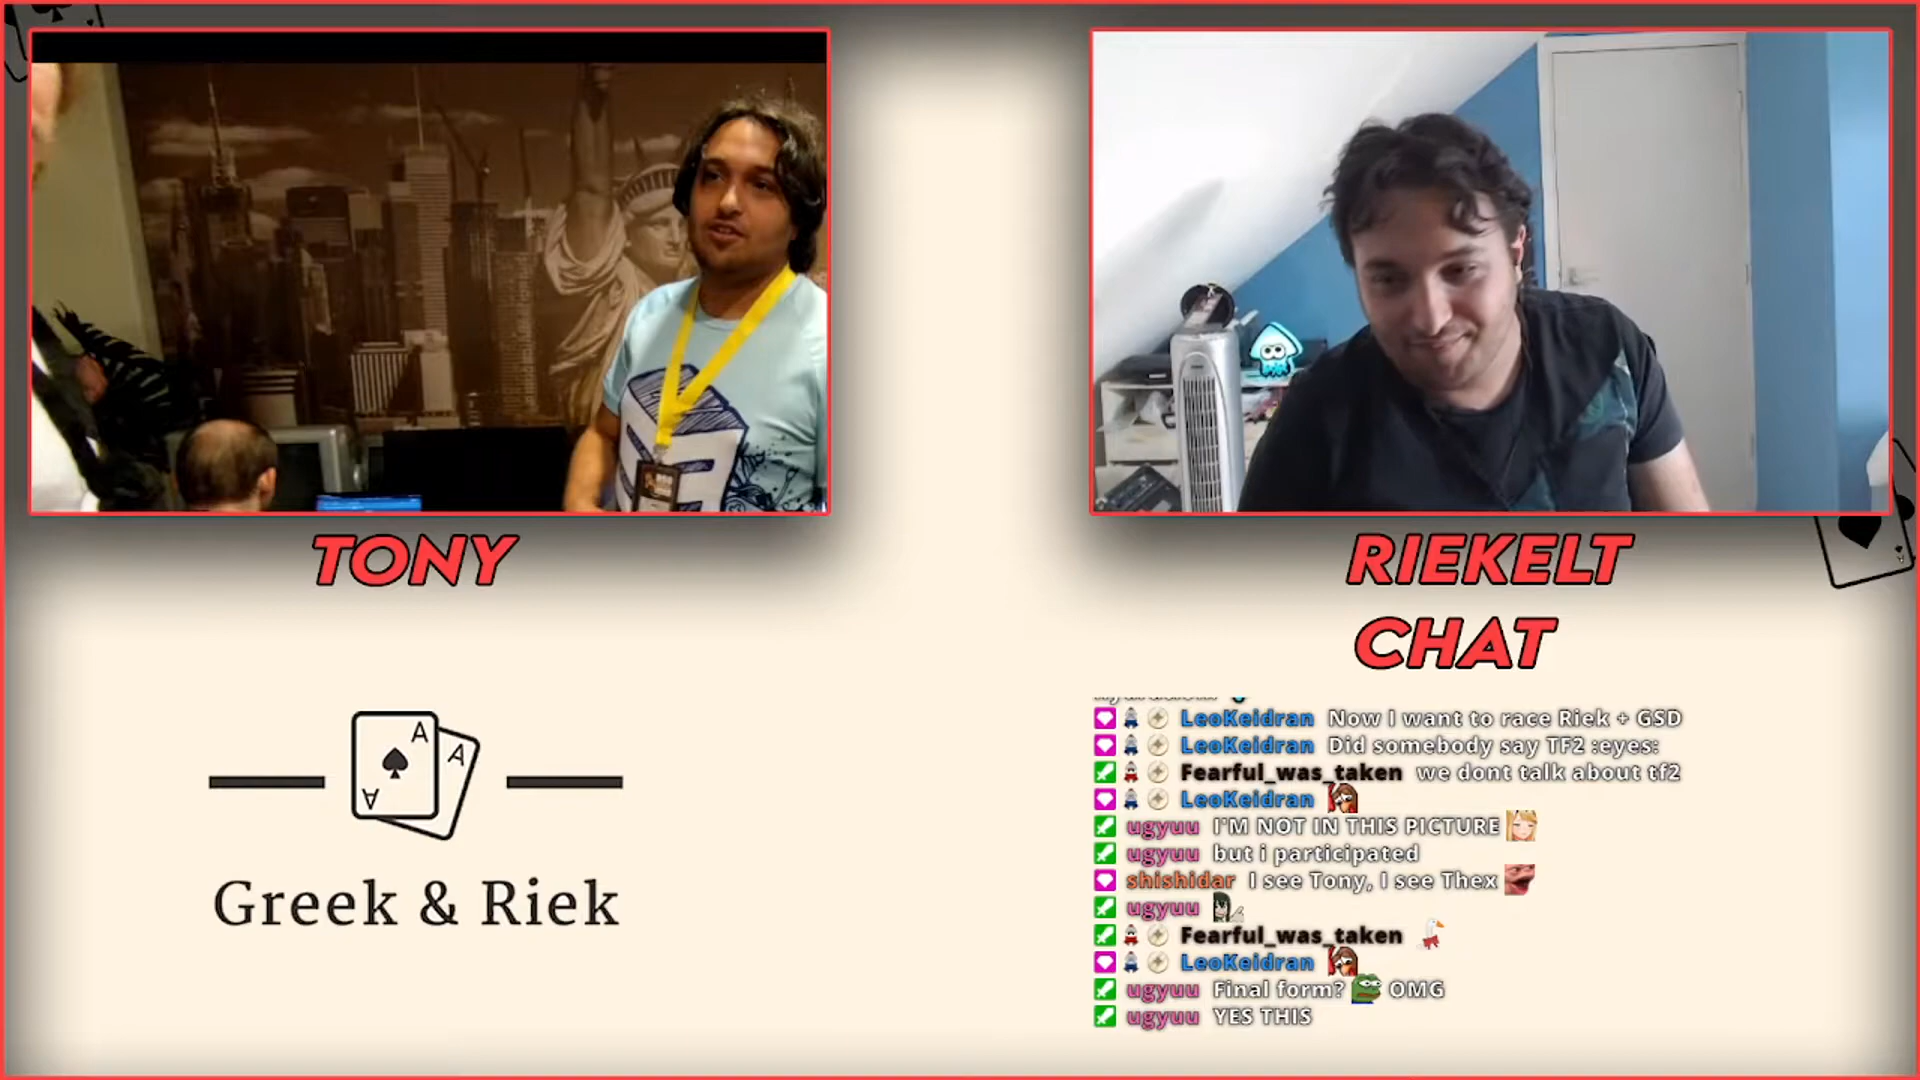 TONY
RIEKELT
CHAT
A
A
A
Greek & Riek
LeoKeidran Now I want to race Riek + GSD
LeoKeidran Did somebody say TF2 :eyes:
Fearful_was_taken we dont talk about tf2
LeoKeidran
ugyuu I'M NOT IN THIS PICTURE
ugyuu but i participated
shishidar I see Tony, I see Thex
ugyuu
Fearful_was_taken
LeoKeidran
ugyuu Final form? OMG
ugyuu YES THIS